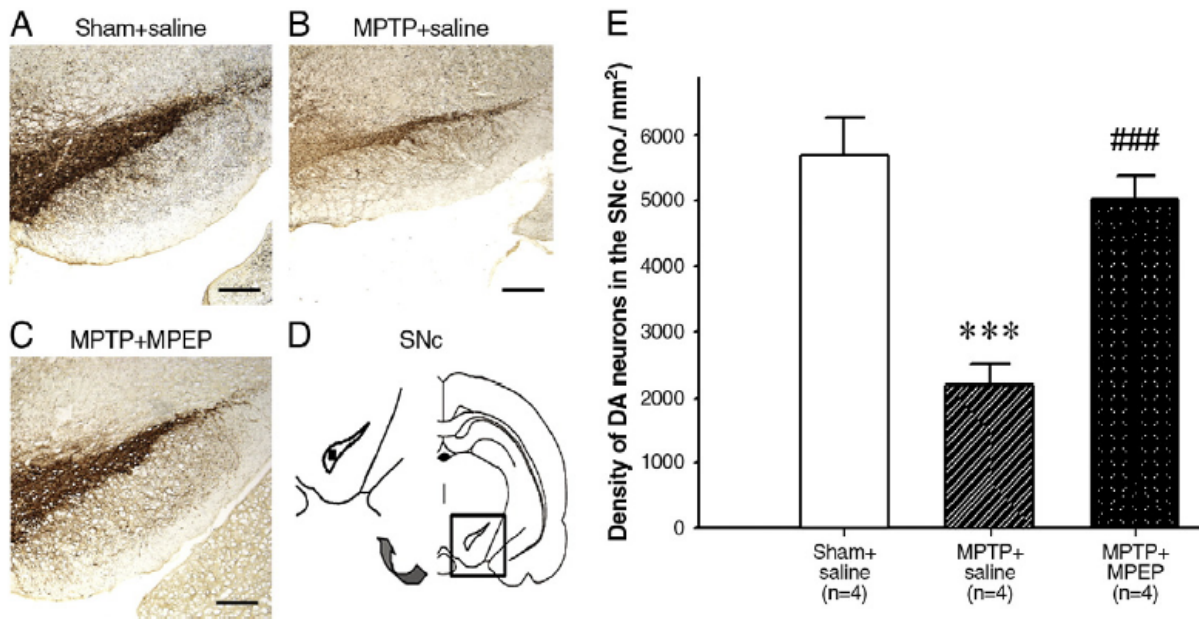 A Sham+saline
B MPTP+saline
C MPTP+MPEP
D SNc
E
Density of DA neurons in the SNc (no./ mm²)
6000
5000
4000
3000
2000
1000
0
***
###
Sham+
saline
(n=4)
MPTP+
saline
(n=4)
MPTP+
MPEP
(n=4)